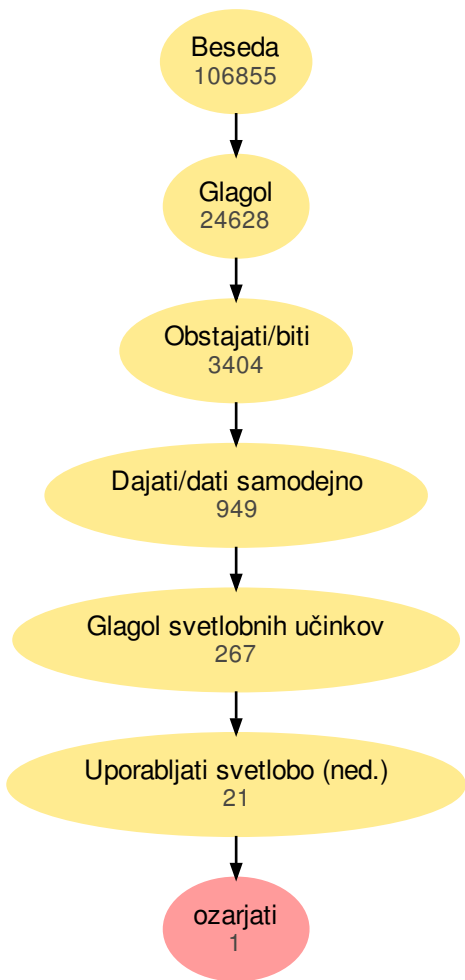 Beseda
106855
Glagol
24628
Obstajati/biti
3404
Dajati/dati samodejno
949
Glagol svetlobnih učinkov
267
Uporabljati svetlobo (ned.)
21
ozarjati
1